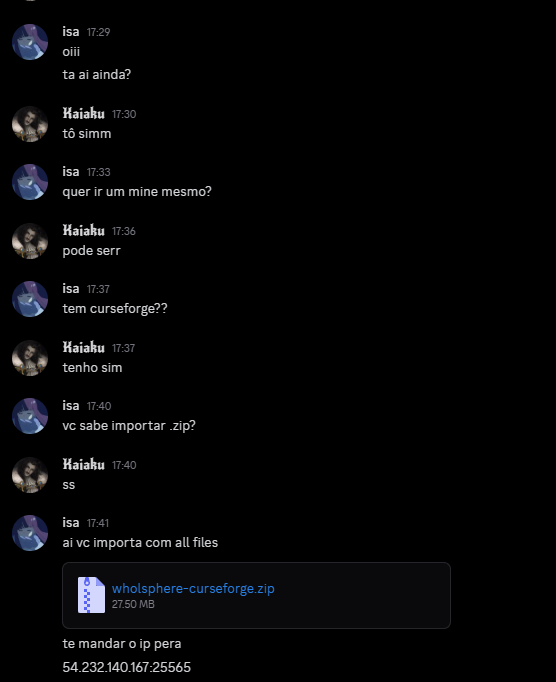 isa 17:29
oiii
ta ai ainda?
Kaiaku 17:30
tô simm
isa 17:33
quer ir um mine mesmo?
Kaiaku 17:36
pode serr
isa 17:37
tem curseforge??
Kaiaku 17:37
tenho sim
isa 17:40
vc sabe importar .zip?
Kaiaku 17:40
ss
isa 17:41
ai vc importa com all files
wholsphere-curseforge.zip
27.50 MB
te mandar o ip pera
54.232.140.167:25565